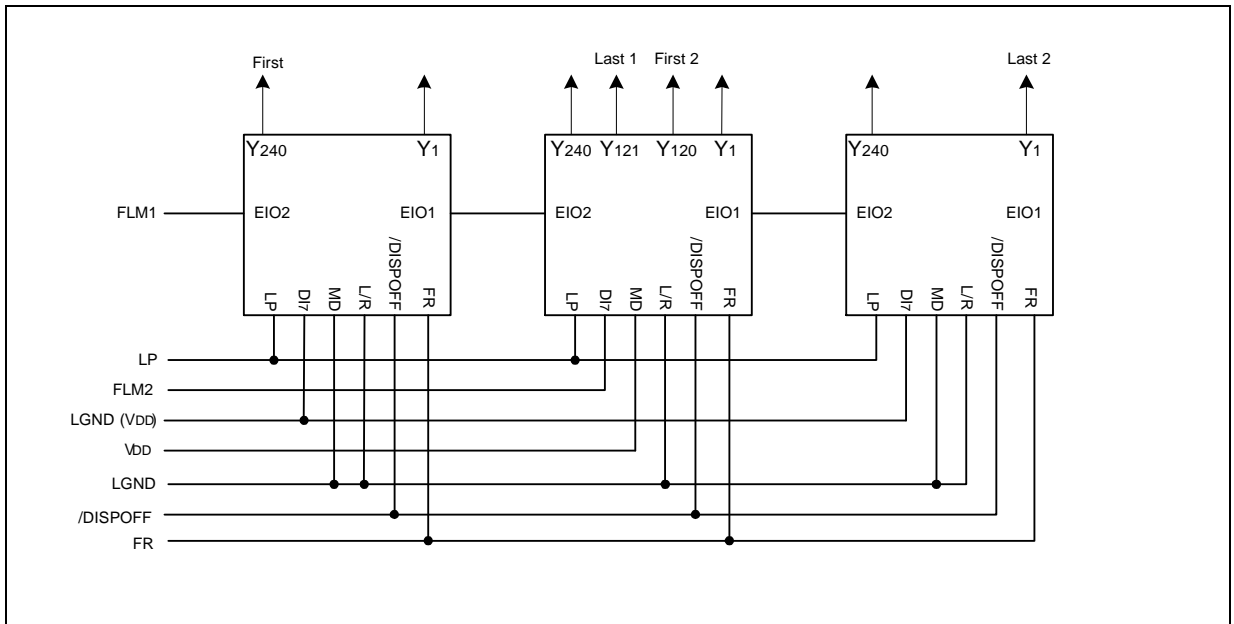 First
Last 1 First 2
Last 2
Y240 Y1
Y240 Y121 Y120 Y1
Y240 Y1
FLM1
EIO2 EIO1
EIO2 EIO1
EIO2 EIO1
LP DI7 MD L/R /DISPOFF FR
LP DI7 MD L/R /DISPOFF FR
LP DI7 MD L/R /DISPOFF FR
LP
FLM2
LGND (VDD)
VDD
LGND
/DISPOFF
FR